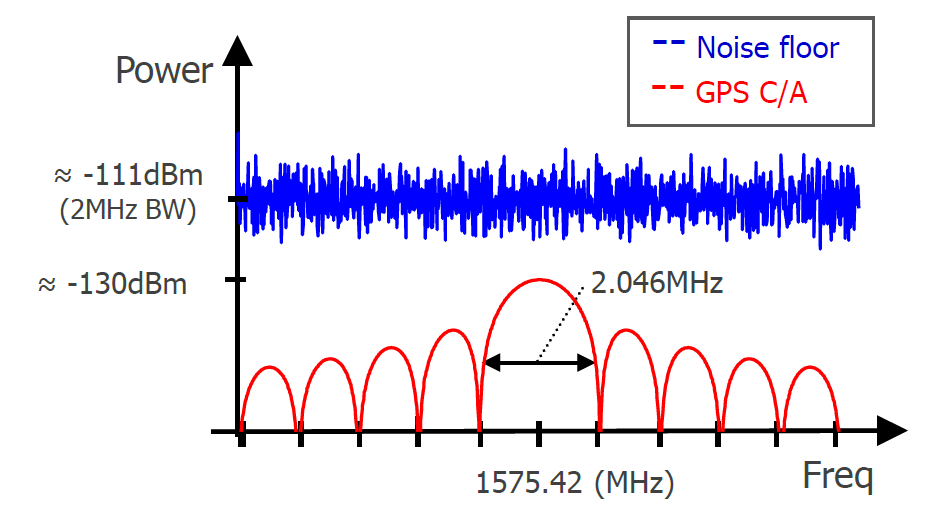 Noise floor
GPS C/A
Power
≈ -111dBm
(2MHz BW)
≈ -130dBm
2.046MHz
1575.42 (MHz)
Freq